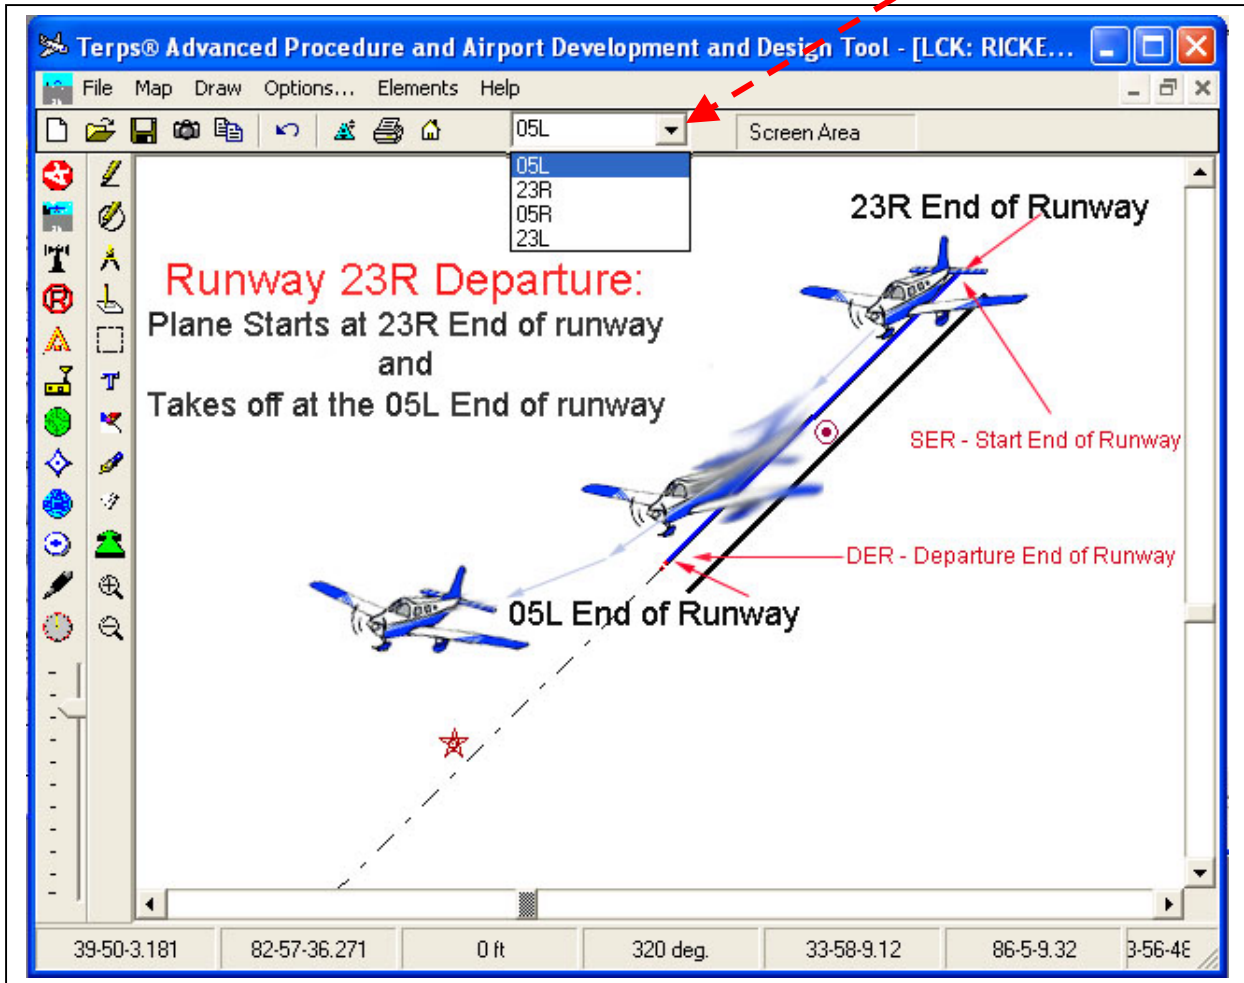 Terps® Advanced Procedure and Airport Development and Design Tool - [LCK: RICKE...
File Map Draw Options... Elements Help
05L Screen Area
05L
23R
05R
23L
23R End of Runway
Runway 23R Departure:
Plane Starts at 23R End of runway
and
Takes off at the 05L End of runway
SER - Start End of Runway
DER - Departure End of Runway
05L End of Runway
39-50-3.181 82-57-36.271 0 ft 320 deg. 33-58-9.12 86-5-9.32 3-56-48